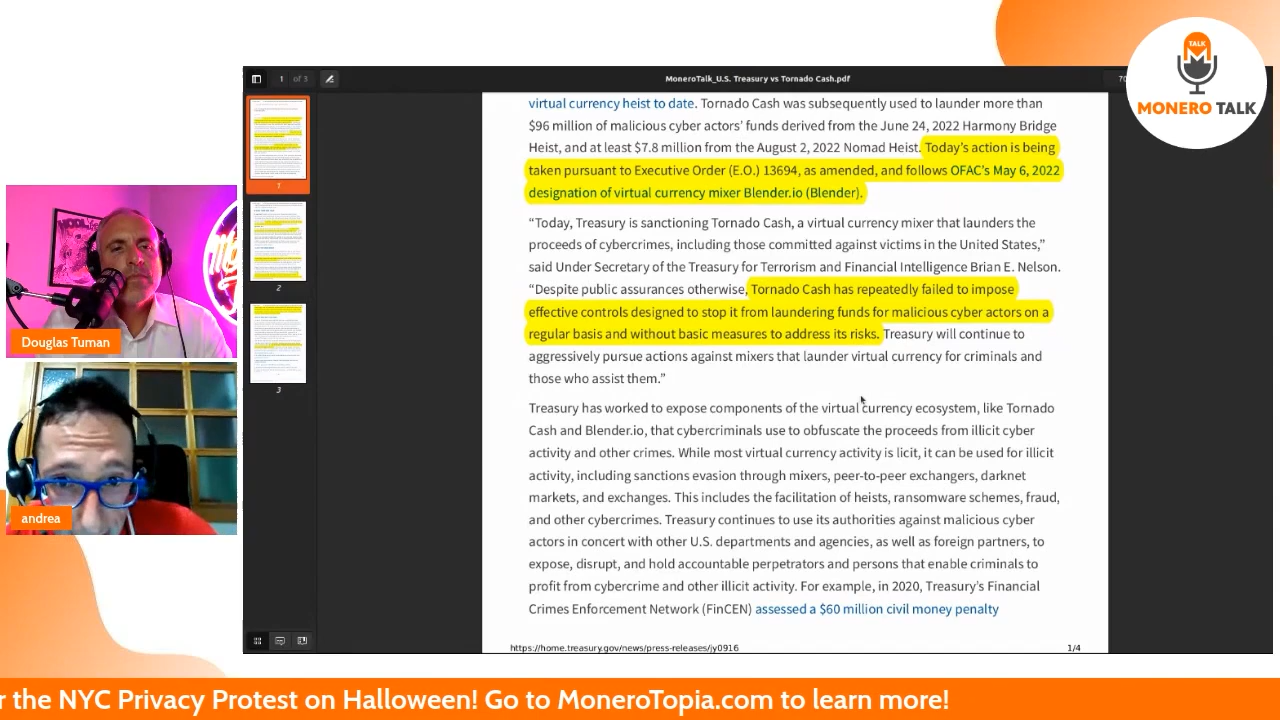 1 of 3
MoneroTalk_U.S. Treasury vs Tornado Cash.pdf
TALK
MONERO TALK
virtual currency heist to date. Tornado Cash was subsequently used to launder more than
$96 million of malicious cyber actors' funds derived from the June 24, 2022 Harmony Bridge
Heist, and at least $7.8 million from the August 2, 2022 Nomad Heist. Today's action is being
taken pursuant to Executive Order (E.O.) 13694, as amended, and follows OFAC's May 6, 2022
designation of virtual currency mixer Blender.io (Blender).
“Today, Treasury is sanctioning Tornado Cash, a virtual currency mixer that launders the
proceeds of cybercrimes, including those committed against victims in the United States,”
said Under Secretary of the Treasury for Terrorism and Financial Intelligence Brian E. Nelson.
“Despite public assurances otherwise, Tornado Cash has repeatedly failed to impose
effective controls designed to stop it from laundering funds for malicious cyber actors on a
regular basis and without basic measures to address its risks. Treasury will continue to
aggressively pursue actions against mixers that launder virtual currency for criminals and
those who assist them.”
Treasury has worked to expose components of the virtual currency ecosystem, like Tornado
Cash and Blender.io, that cybercriminals use to obfuscate the proceeds from illicit cyber
activity and other crimes. While most virtual currency activity is licit, it can be used for illicit
activity, including sanctions evasion through mixers, peer-to-peer exchangers, darknet
markets, and exchanges. This includes the facilitation of heists, ransomware schemes, fraud,
and other cybercrimes. Treasury continues to use its authorities against malicious cyber
actors in concert with other U.S. departments and agencies, as well as foreign partners, to
expose, disrupt, and hold accountable perpetrators and persons that enable criminals to
profit from cybercrime and other illicit activity. For example, in 2020, Treasury's Financial
Crimes Enforcement Network (FinCEN) assessed a $60 million civil money penalty
https://home.treasury.gov/news/press-releases/jy0916
1/4
1
2
3
Douglas Tuman
andrea
r the NYC Privacy Protest on Halloween! Go to MoneroTopia.com to learn more!